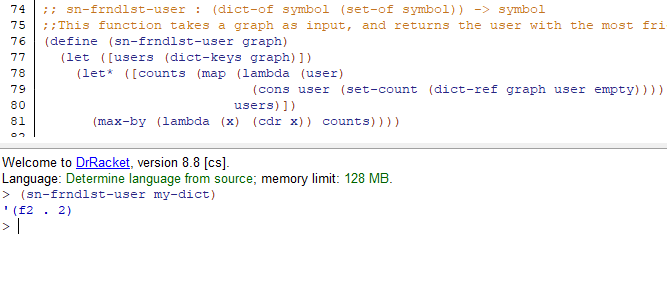 74 ;; sn-frndlst-user : (dict-of symbol (set-of symbol)) -> symbol
75 ;;This function takes a graph as input, and returns the user with the most fri
76 (define (sn-frndlst-user graph)
77 (let ([users (dict-keys graph)])
78 (let* ([counts (map (lambda (user)
79 (cons user (set-count (dict-ref graph user empty))))
80 users)])
81 (max-by (lambda (x) (cdr x)) counts))))
Welcome to DrRacket, version 8.8 [cs].
Language: Determine language from source; memory limit: 128 MB.
> (sn-frndlst-user my-dict)
'(f2 . 2)
>